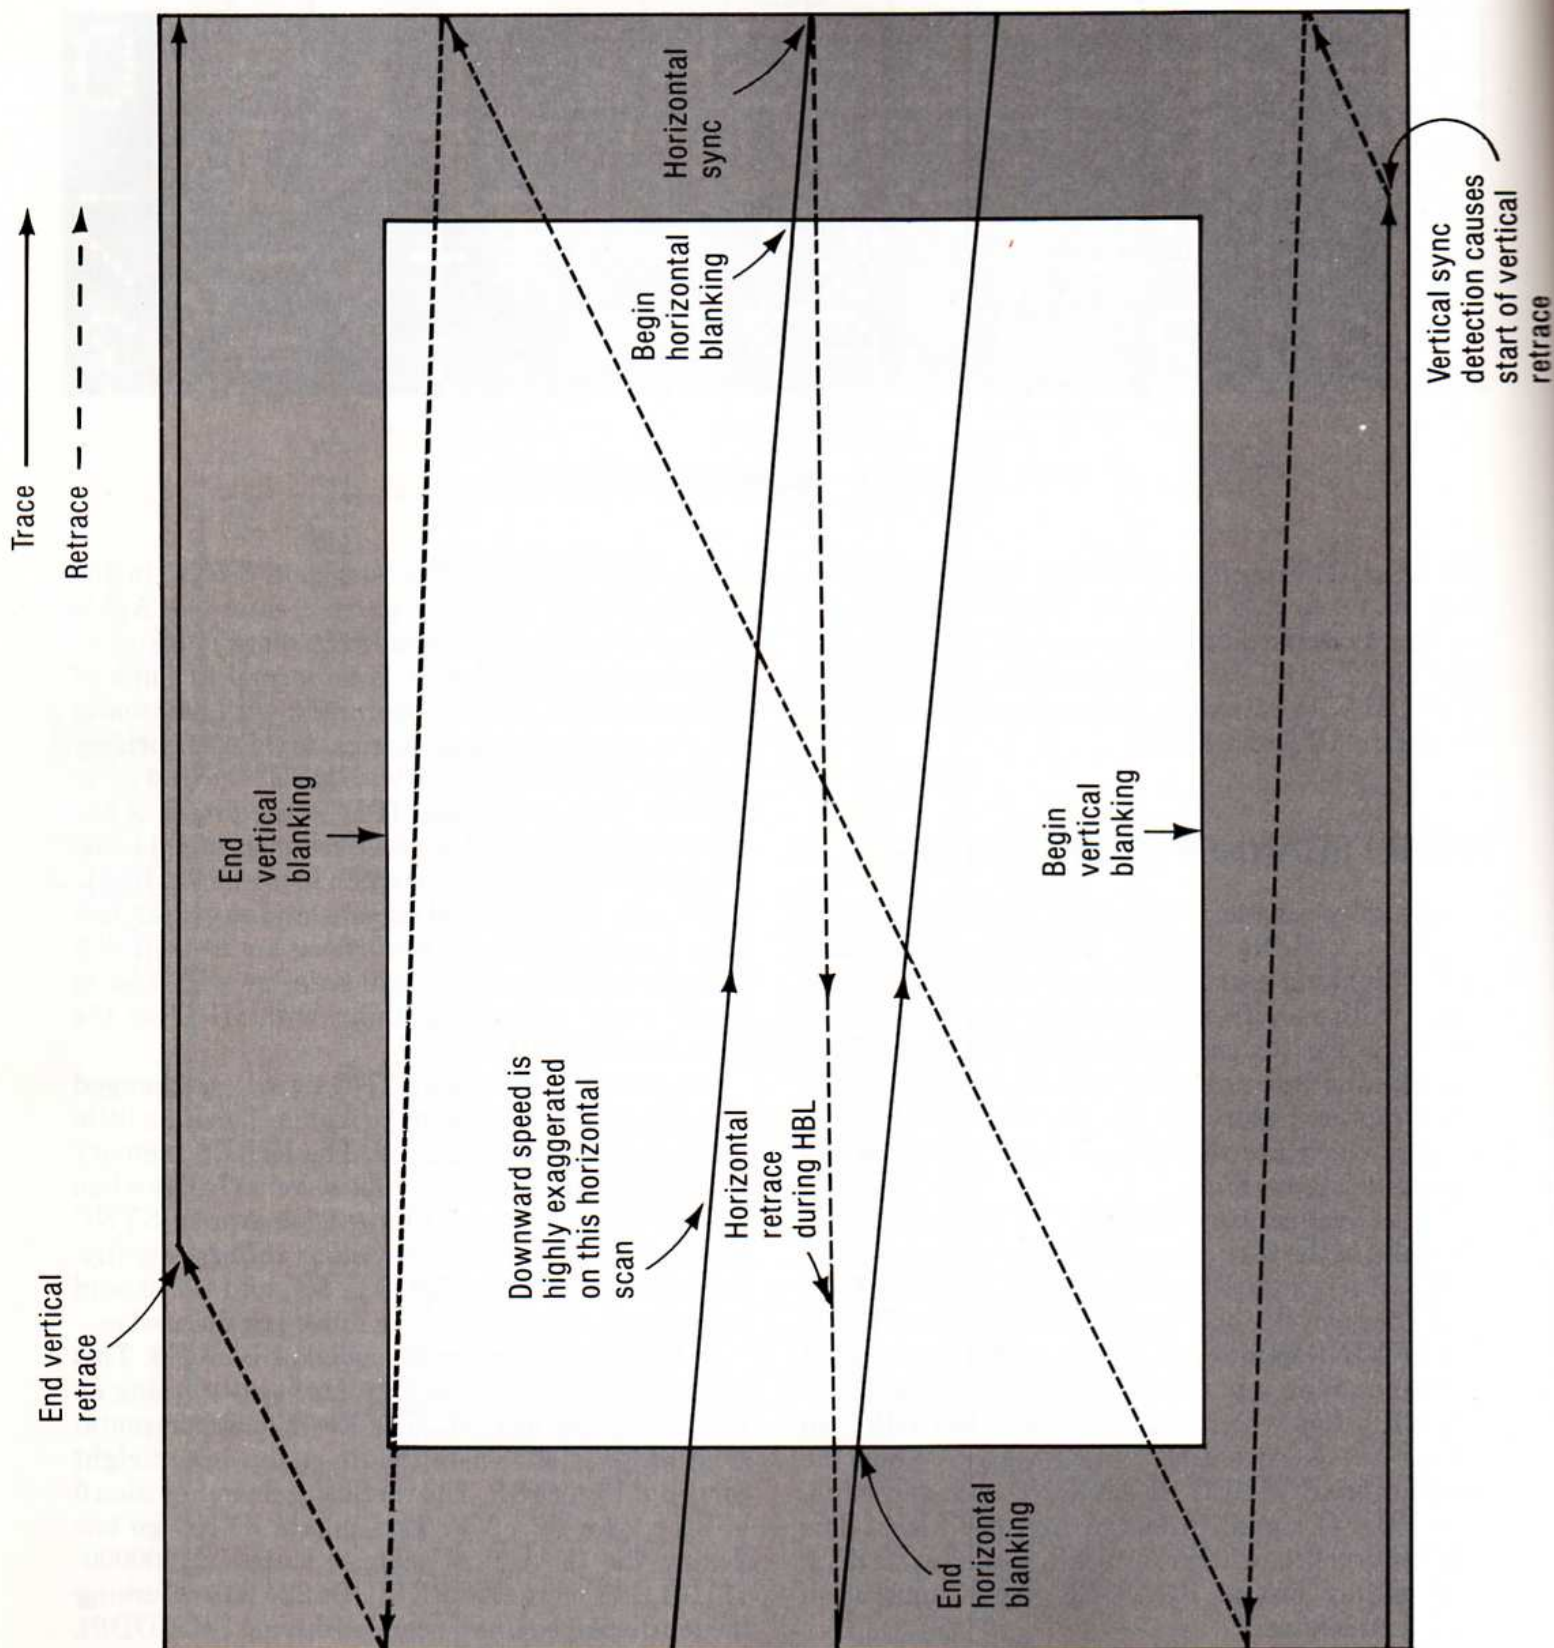 Trace
Retrace
End vertical
retrace
End
vertical
blanking
Horizontal
sync
Begin
horizontal
blanking
Downward speed is
highly exaggerated
on this horizontal
scan
Horizontal
retrace
during HBL
End
horizontal
blanking
Begin
vertical
blanking
Vertical sync
detection causes
start of vertical
retrace